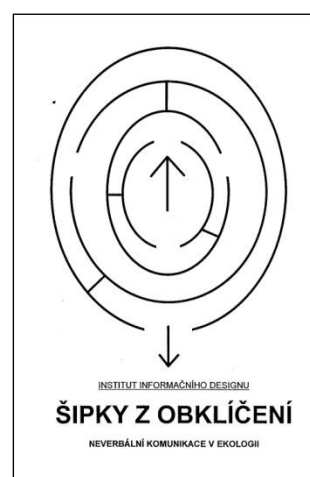 INSTITUT INFORMAČNÍHO DESIGNU
ŠIPKY Z OBKLÍČENÍ
NEVERBÁLNÍ KOMUNIKACE V EKOLOGII